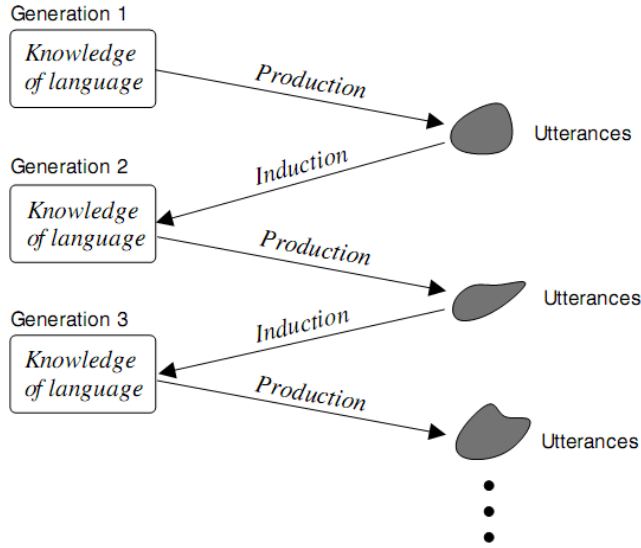 Generation 1
Knowledge
of language
Production
Utterances
Induction
Generation 2
Knowledge
of language
Production
Utterances
Induction
Generation 3
Knowledge
of language
Production
Utterances